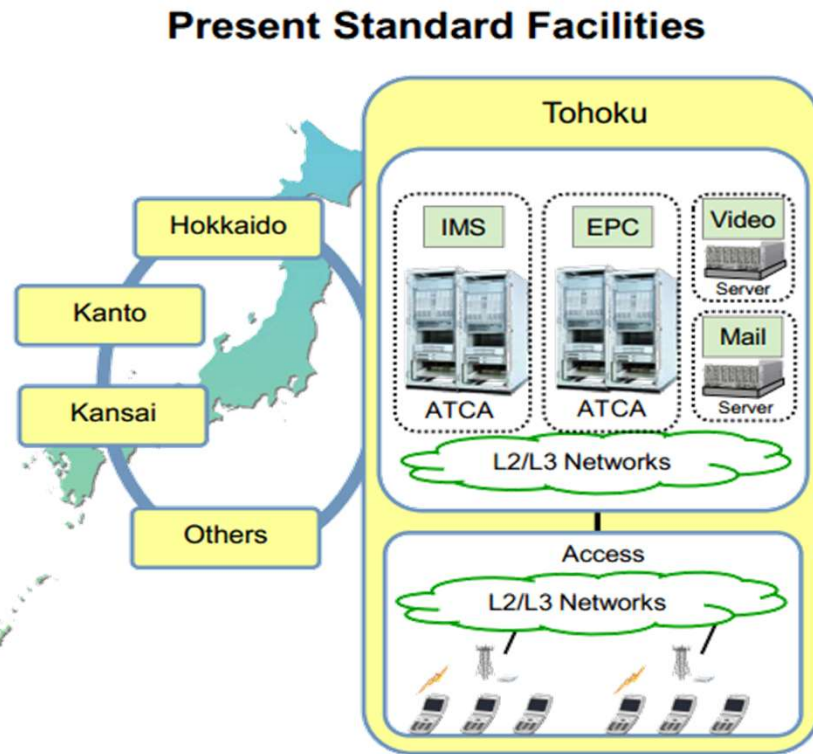 Present Standard Facilities
Tohoku
Hokkaido
Kanto
Kansai
Others
IMS
ATCA
EPC
ATCA
Video
Server
Mail
Server
L2/L3 Networks
Access
L2/L3 Networks